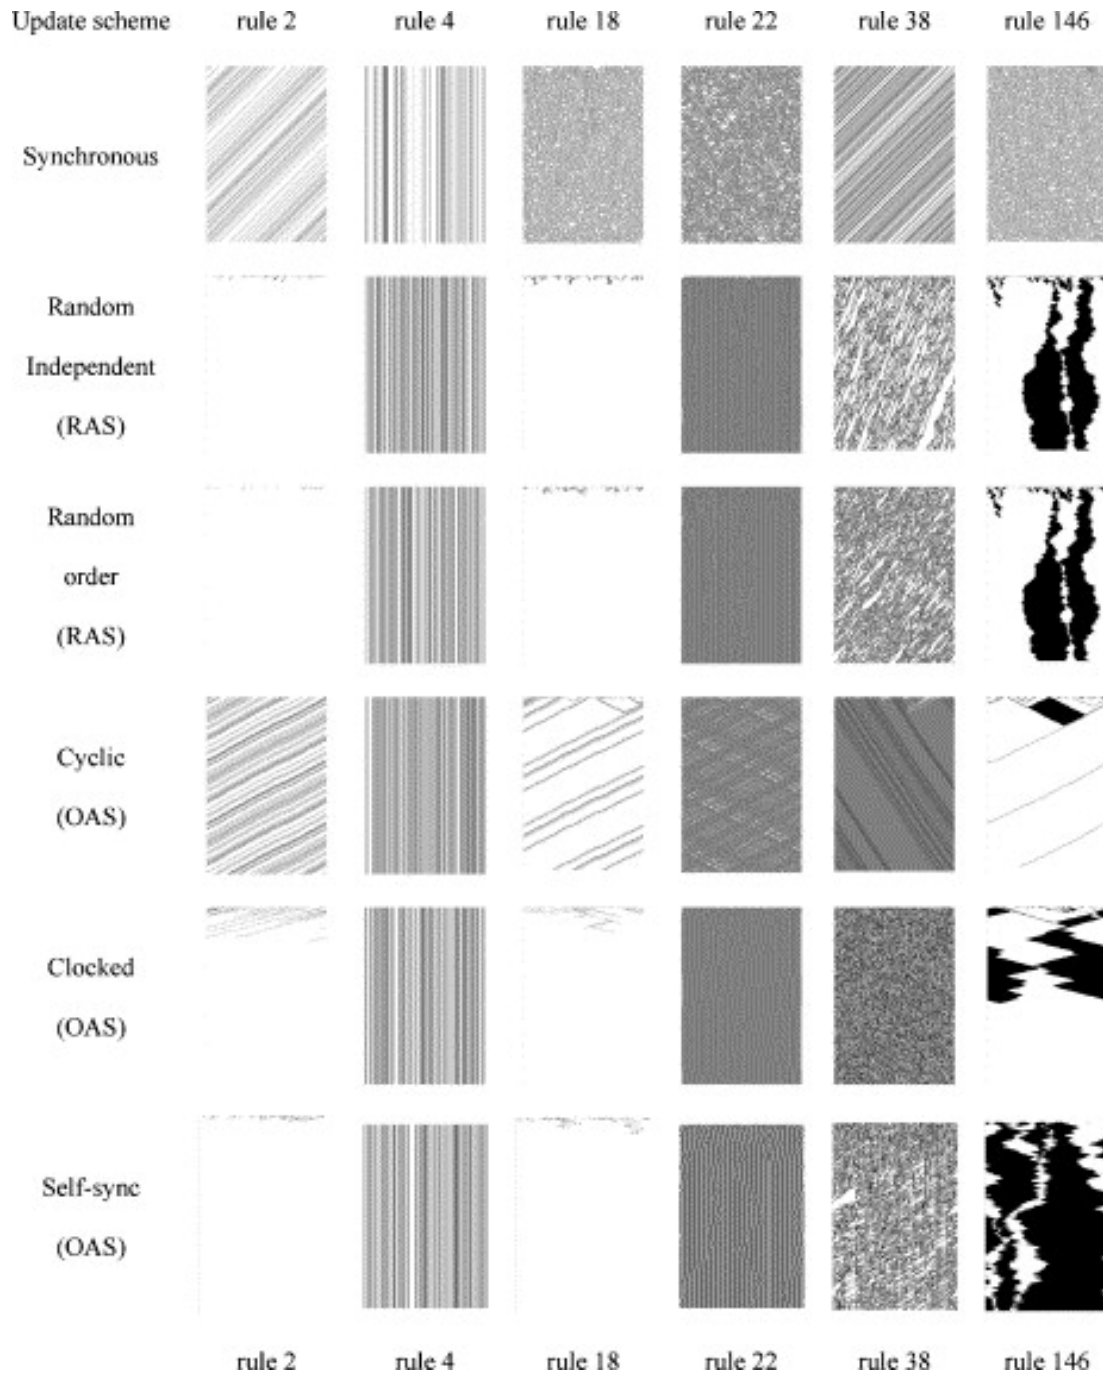 Update scheme rule 2 rule 4 rule 18 rule 22 rule 38 rule 146
Synchronous
Random
Independent
(RAS)
Random
order
(RAS)
Cyclic
(OAS)
Clocked
(OAS)
Self-sync
(OAS)
rule 2 rule 4 rule 18 rule 22 rule 38 rule 146